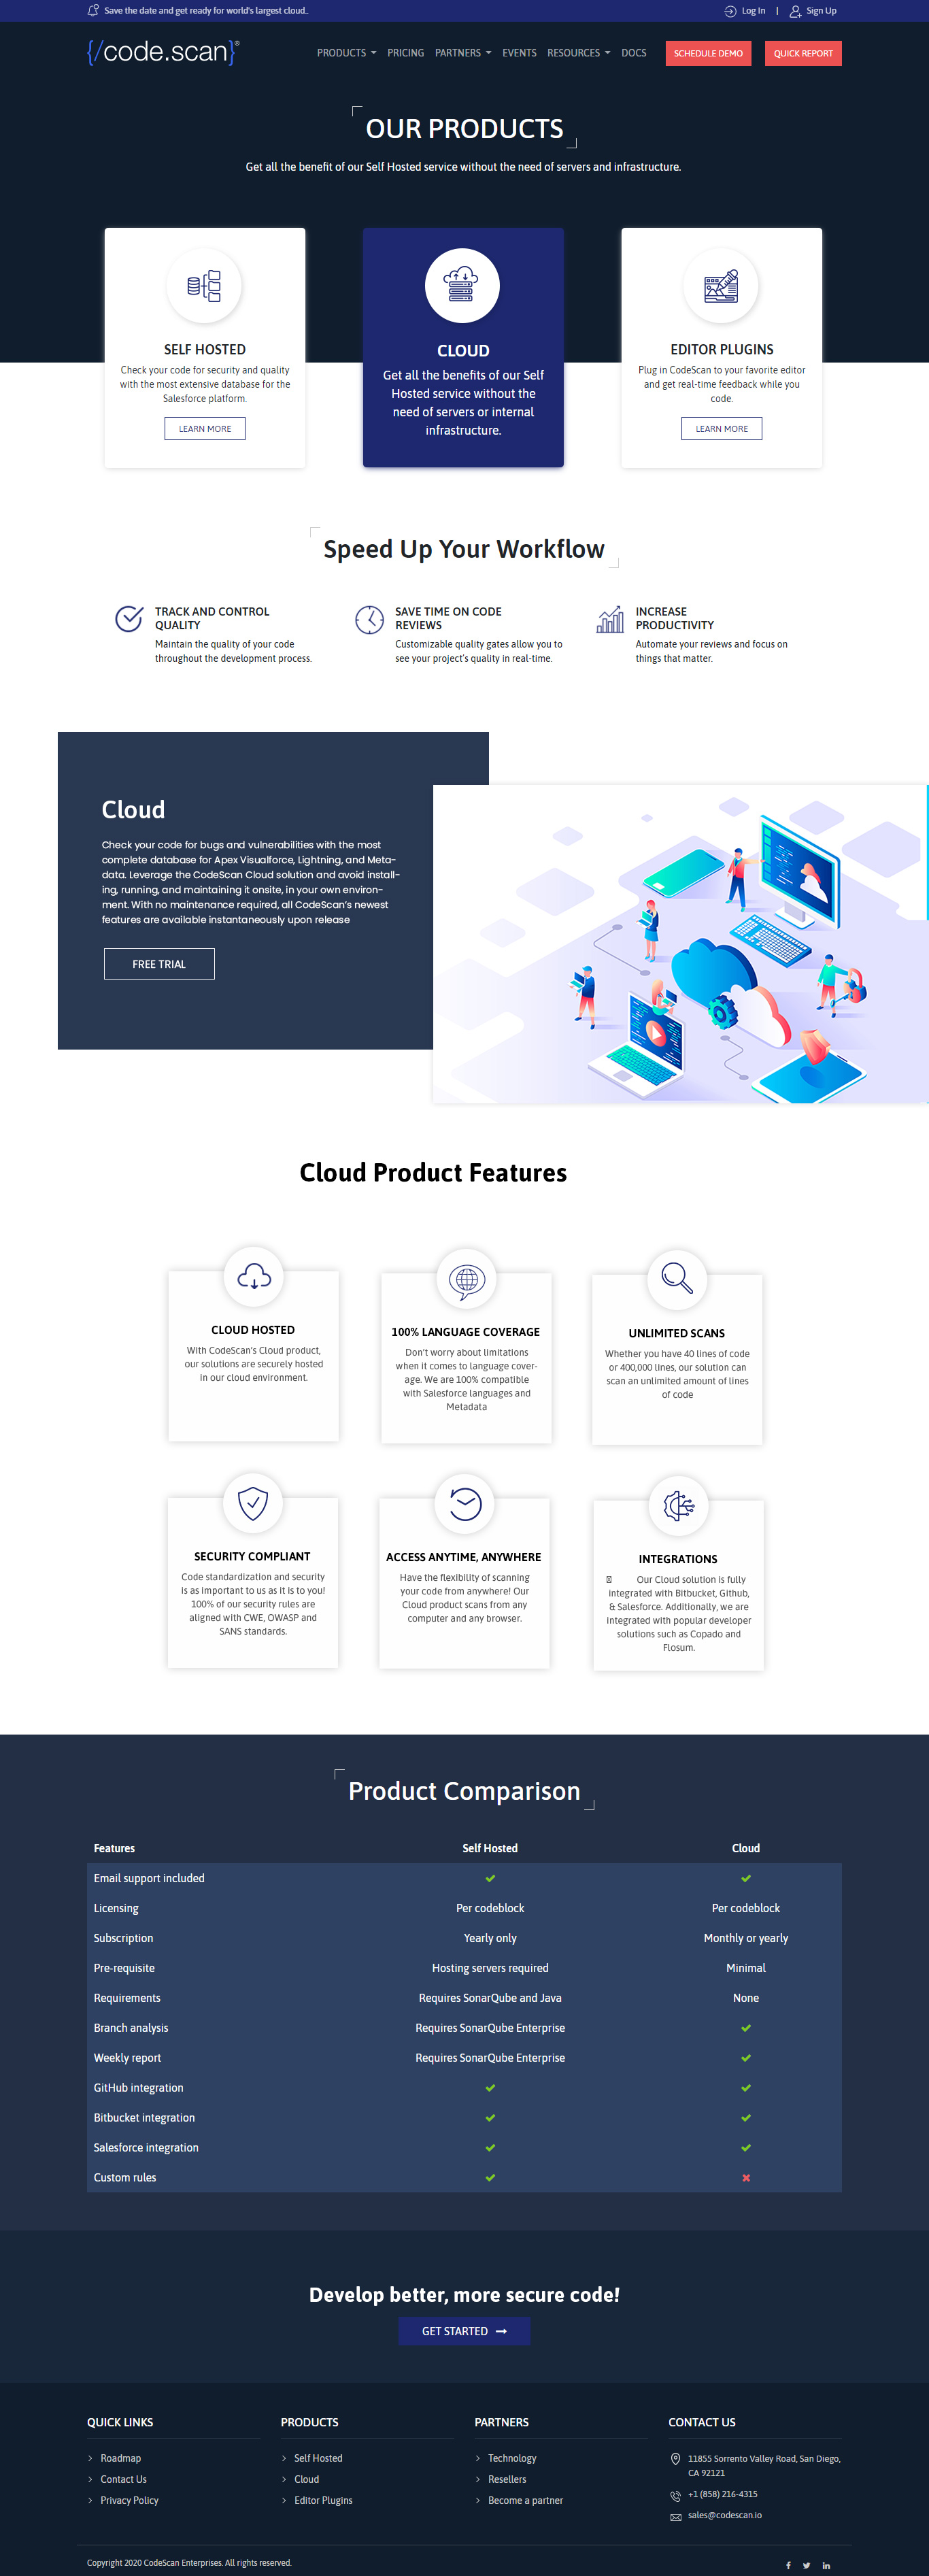 Save the date and get ready for world's largest cloud..
Log In | Sign Up
{/code.scan}®
PRODUCTS PRICING PARTNERS EVENTS RESOURCES DOCS SCHEDULE DEMO QUICK REPORT
OUR PRODUCTS
Get all the benefit of our Self Hosted service without the need of servers and infrastructure.
SELF HOSTED
Check your code for security and quality
with the most extensive database for the
Salesforce platform.
LEARN MORE
CLOUD
Get all the benefits of our Self
Hosted service without the
need of servers or internal
infrastructure.
EDITOR PLUGINS
Plug in CodeScan to your favorite editor
and get real-time feedback while you
code.
LEARN MORE
Speed Up Your Workflow
TRACK AND CONTROL
QUALITY
Maintain the quality of your code
throughout the development process.
SAVE TIME ON CODE
REVIEWS
Customizable quality gates allow you to
see your project's quality in real-time.
INCREASE
PRODUCTIVITY
Automate your reviews and focus on
things that matter.
Cloud
Check your code for bugs and vulnerabilities with the most
complete database for Apex Visualforce, Lightning, and Meta-
data. Leverage the CodeScan Cloud solution and avoid install-
ing, running, and maintaining it onsite, in your own environ-
ment. With no maintenance required, all CodeScan's newest
features are available instantaneously upon release
FREE TRIAL
Cloud Product Features
CLOUD HOSTED
With CodeScan's Cloud product,
our solutions are securely hosted
in our cloud environment.
100% LANGUAGE COVERAGE
Don't worry about limitations
when it comes to language cover-
age. We are 100% compatible
with Salesforce languages and
Metadata
UNLIMITED SCANS
Whether you have 40 lines of code
or 400,000 lines, our solution can
scan an unlimited amount of lines
of code
SECURITY COMPLIANT
Code standardization and security
is as important to us as it is to you!
100% of our security rules are
aligned with CWE, OWASP and
SANS standards.
ACCESS ANYTIME, ANYWHERE
Have the flexibility of scanning
your code from anywhere! Our
Cloud product scans from any
computer and any browser.
INTEGRATIONS
Our Cloud solution is fully
integrated with Bitbucket, Github,
& Salesforce. Additionally, we are
integrated with popular developer
solutions such as Copado and
Flosum.
Product Comparison
Features Self Hosted Cloud
Email support included ✔ ✔
Licensing Per codeblock Per codeblock
Subscription Yearly only Monthly or yearly
Pre-requisite Hosting servers required Minimal
Requirements Requires SonarQube and Java None
Branch analysis Requires SonarQube Enterprise ✔
Weekly report Requires SonarQube Enterprise ✔
GitHub integration ✔ ✔
Bitbucket integration ✔ ✔
Salesforce integration ✔ ✔
Custom rules ✔ ✖
Develop better, more secure code!
GET STARTED
QUICK LINKS
Roadmap
Contact Us
Privacy Policy
PRODUCTS
Self Hosted
Cloud
Editor Plugins
PARTNERS
Technology
Resellers
Become a partner
CONTACT US
11855 Sorrento Valley Road, San Diego,
CA 92121
+1 (858) 216-4315
sales@codescan.io
Copyright 2020 CodeScan Enterprises. All rights reserved.